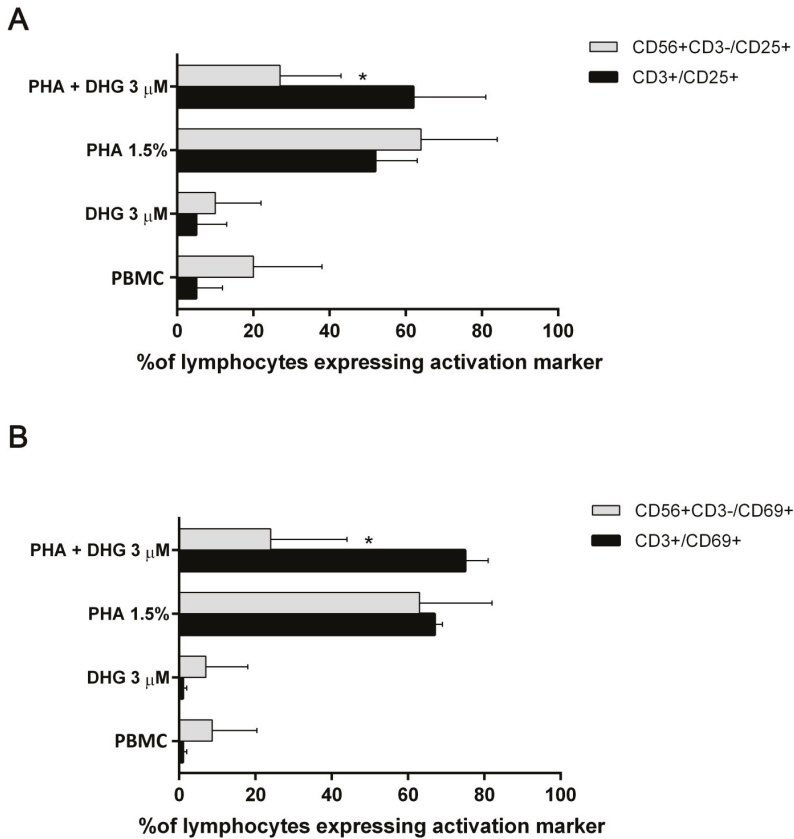 A
CD56+CD3-/CD25+
CD3+/CD25+
PHA + DHG 3 μM
*
PHA 1.5%
DHG 3 μM
PBMC
0 20 40 60 80 100
%of lymphocytes expressing activation marker
B
CD56+CD3-/CD69+
CD3+/CD69+
PHA + DHG 3 μM
*
PHA 1.5%
DHG 3 μM
PBMC
0 20 40 60 80 100
%of lymphocytes expressing activation marker